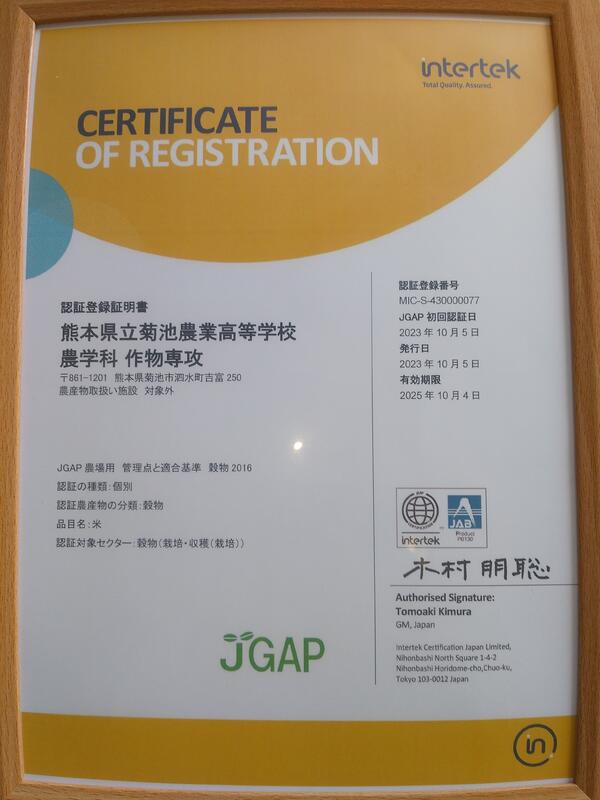 intertek
Total Quality. Assured.
CERTIFICATE
OF REGISTRATION
認証登録証明書
熊本県立菊池農業高等学校
農学科 作物専攻
〒861-1201 熊本県菊池市泗水町吉富 250
農産物取扱い施設 対象外
JGAP 農場用 管理点と適合基準 穀物 2016
認証の種類：個別
認証農産物の分類：穀物
品目名：米
認証対象セクター：穀物（栽培・収穫（栽培））
JGAP
認証登録番号
MIC-S-430000077
JGAP 初回認証日
2023 年 10 月 5 日
発行日
2023 年 10 月 5 日
有効期限
2025 年 10 月 4 日
intertek
JAB
Product
木村 朋聡
Authorised Signature:
Tomoaki Kimura
GM, Japan
Intertek Certification Japan Limited,
Nihonbashi North Square 1-4-2
Nihonbashi Horidome-cho,Chuo-ku,
Tokyo 103-0012 Japan
in